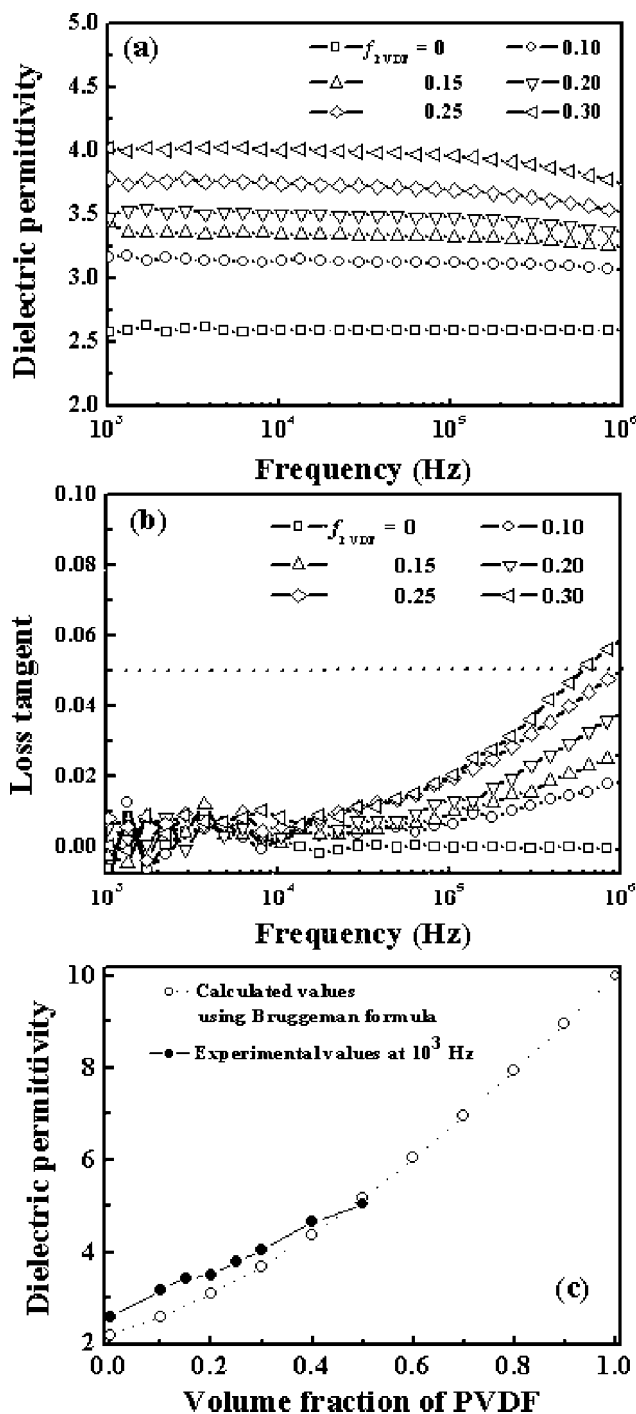 (a)
f₂ VDF = 0
0.10
0.15
0.20
0.25
0.30
5.0
4.5
4.0
3.5
3.0
2.5
2.0
Dielectric permittivity
10³
10⁴
10⁵
10⁶
Frequency (Hz)
(b)
f₂ VDF = 0
0.10
0.15
0.20
0.25
0.30
0.10
0.08
0.06
0.04
0.02
0.00
Loss tangent
10³
10⁴
10⁵
10⁶
Frequency (Hz)
Calculated values
using Bruggeman formula
Experimental values at 10³ Hz
10
8
6
4
2
Dielectric permittivity
(c)
0.0 0.2 0.4 0.6 0.8 1.0
Volume fraction of PVDF